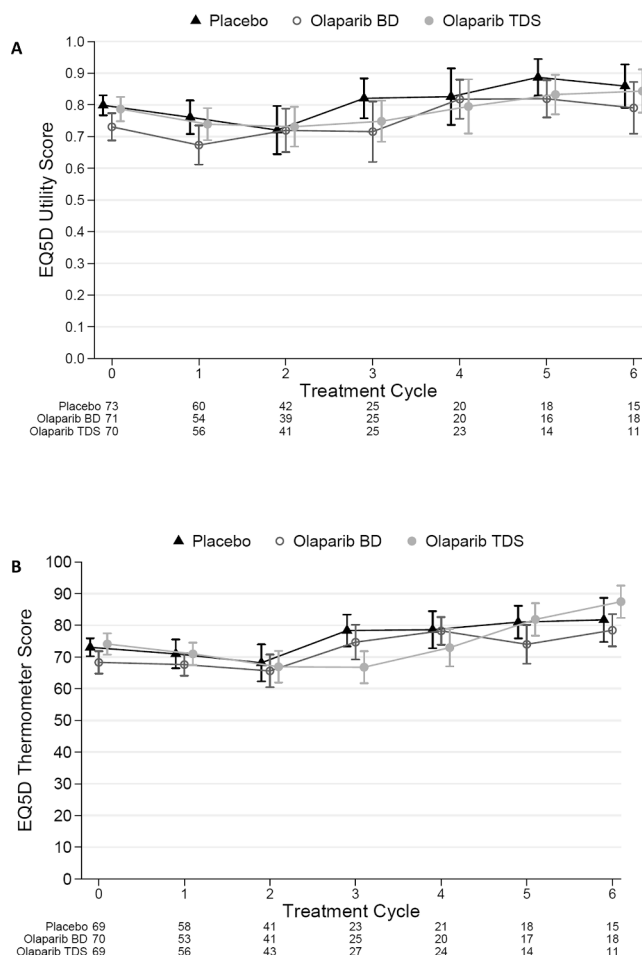 Placebo Olaparib BD Olaparib TDS
A
1.0
0.9
0.8
0.7
0.6
0.5
0.4
0.3
0.2
0.1
0.0
EQ5D Utility Score
0 1 2 3 4 5 6
Treatment Cycle
Placebo 73 60 42 25 20 18 15
Olaparib BD 71 54 39 25 20 16 18
Olaparib TDS 70 56 41 25 23 14 11
Placebo Olaparib BD Olaparib TDS
B
100
90
80
70
60
50
40
30
20
10
0
EQ5D Thermometer Score
0 1 2 3 4 5 6
Treatment Cycle
Placebo 69 58 41 23 21 18 15
Olaparib BD 70 53 41 25 20 17 18
Olaparib TDS 69 56 43 27 24 14 11